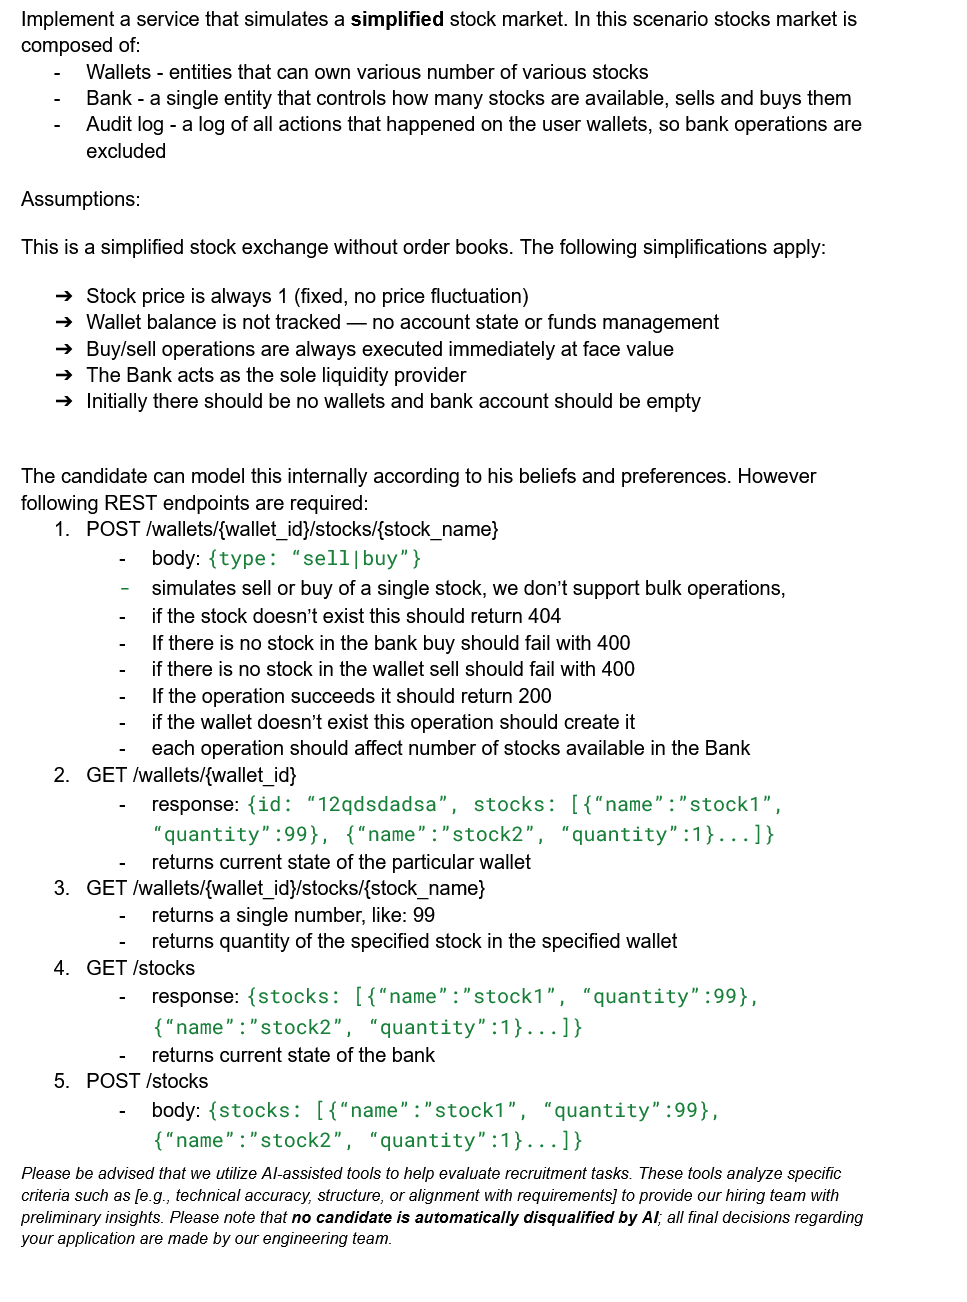 Implement a service that simulates a simplified stock market. In this scenario stocks market is
composed of:
- Wallets - entities that can own various number of various stocks
- Bank - a single entity that controls how many stocks are available, sells and buys them
- Audit log - a log of all actions that happened on the user wallets, so bank operations are
excluded
Assumptions:
This is a simplified stock exchange without order books. The following simplifications apply:
➔ Stock price is always 1 (fixed, no price fluctuation)
➔ Wallet balance is not tracked — no account state or funds management
➔ Buy/sell operations are always executed immediately at face value
➔ The Bank acts as the sole liquidity provider
➔ Initially there should be no wallets and bank account should be empty
The candidate can model this internally according to his beliefs and preferences. However
following REST endpoints are required:
1. POST /wallets/{wallet_id}/stocks/{stock_name}
- body: {type: “sell|buy”}
- simulates sell or buy of a single stock, we don’t support bulk operations,
- if the stock doesn’t exist this should return 404
- If there is no stock in the bank buy should fail with 400
- if there is no stock in the wallet sell should fail with 400
- If the operation succeeds it should return 200
- if the wallet doesn’t exist this operation should create it
- each operation should affect number of stocks available in the Bank
2. GET /wallets/{wallet_id}
- response: {id: “12qdsdadsa”, stocks: [{“name”:”stock1”,
“quantity”:99}, {“name”:”stock2”, “quantity”:1}...]}
- returns current state of the particular wallet
3. GET /wallets/{wallet_id}/stocks/{stock_name}
- returns a single number, like: 99
- returns quantity of the specified stock in the specified wallet
4. GET /stocks
- response: {stocks: [{“name”:”stock1”, “quantity”:99},
{“name”:”stock2”, “quantity”:1}...]}
- returns current state of the bank
5. POST /stocks
- body: {stocks: [{“name”:”stock1”, “quantity”:99},
{“name”:”stock2”, “quantity”:1}...]}
Please be advised that we utilize AI-assisted tools to help evaluate recruitment tasks. These tools analyze specific
criteria such as [e.g., technical accuracy, structure, or alignment with requirements] to provide our hiring team with
preliminary insights. Please note that no candidate is automatically disqualified by AI; all final decisions regarding
your application are made by our engineering team.